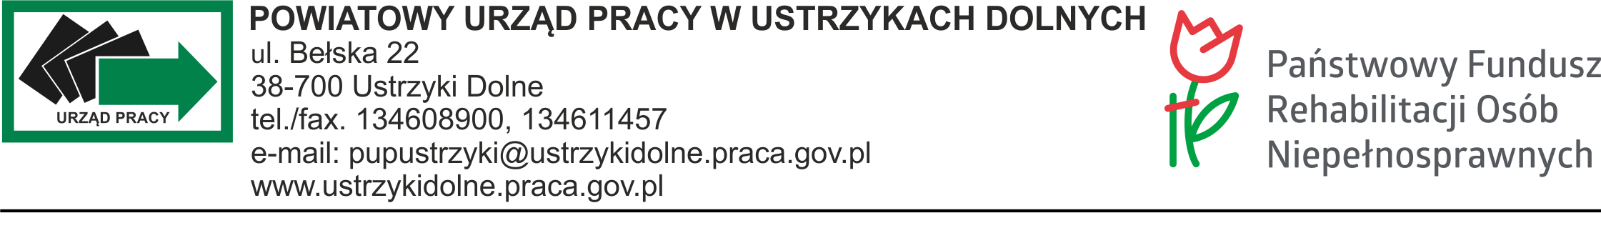 URZĄD PRACY
POWIATOWY URZĄD PRACY W USTRZYKACH DOLNYCH
ul. Bełska 22
38-700 Ustrzyki Dolne
tel./fax. 134608900, 134611457
e-mail: pupustrzyki@ustrzykidolne.praca.gov.pl
www.ustrzykidolne.praca.gov.pl
Państwowy Fundusz
Rehabilitacji Osób
Niepełnosprawnych